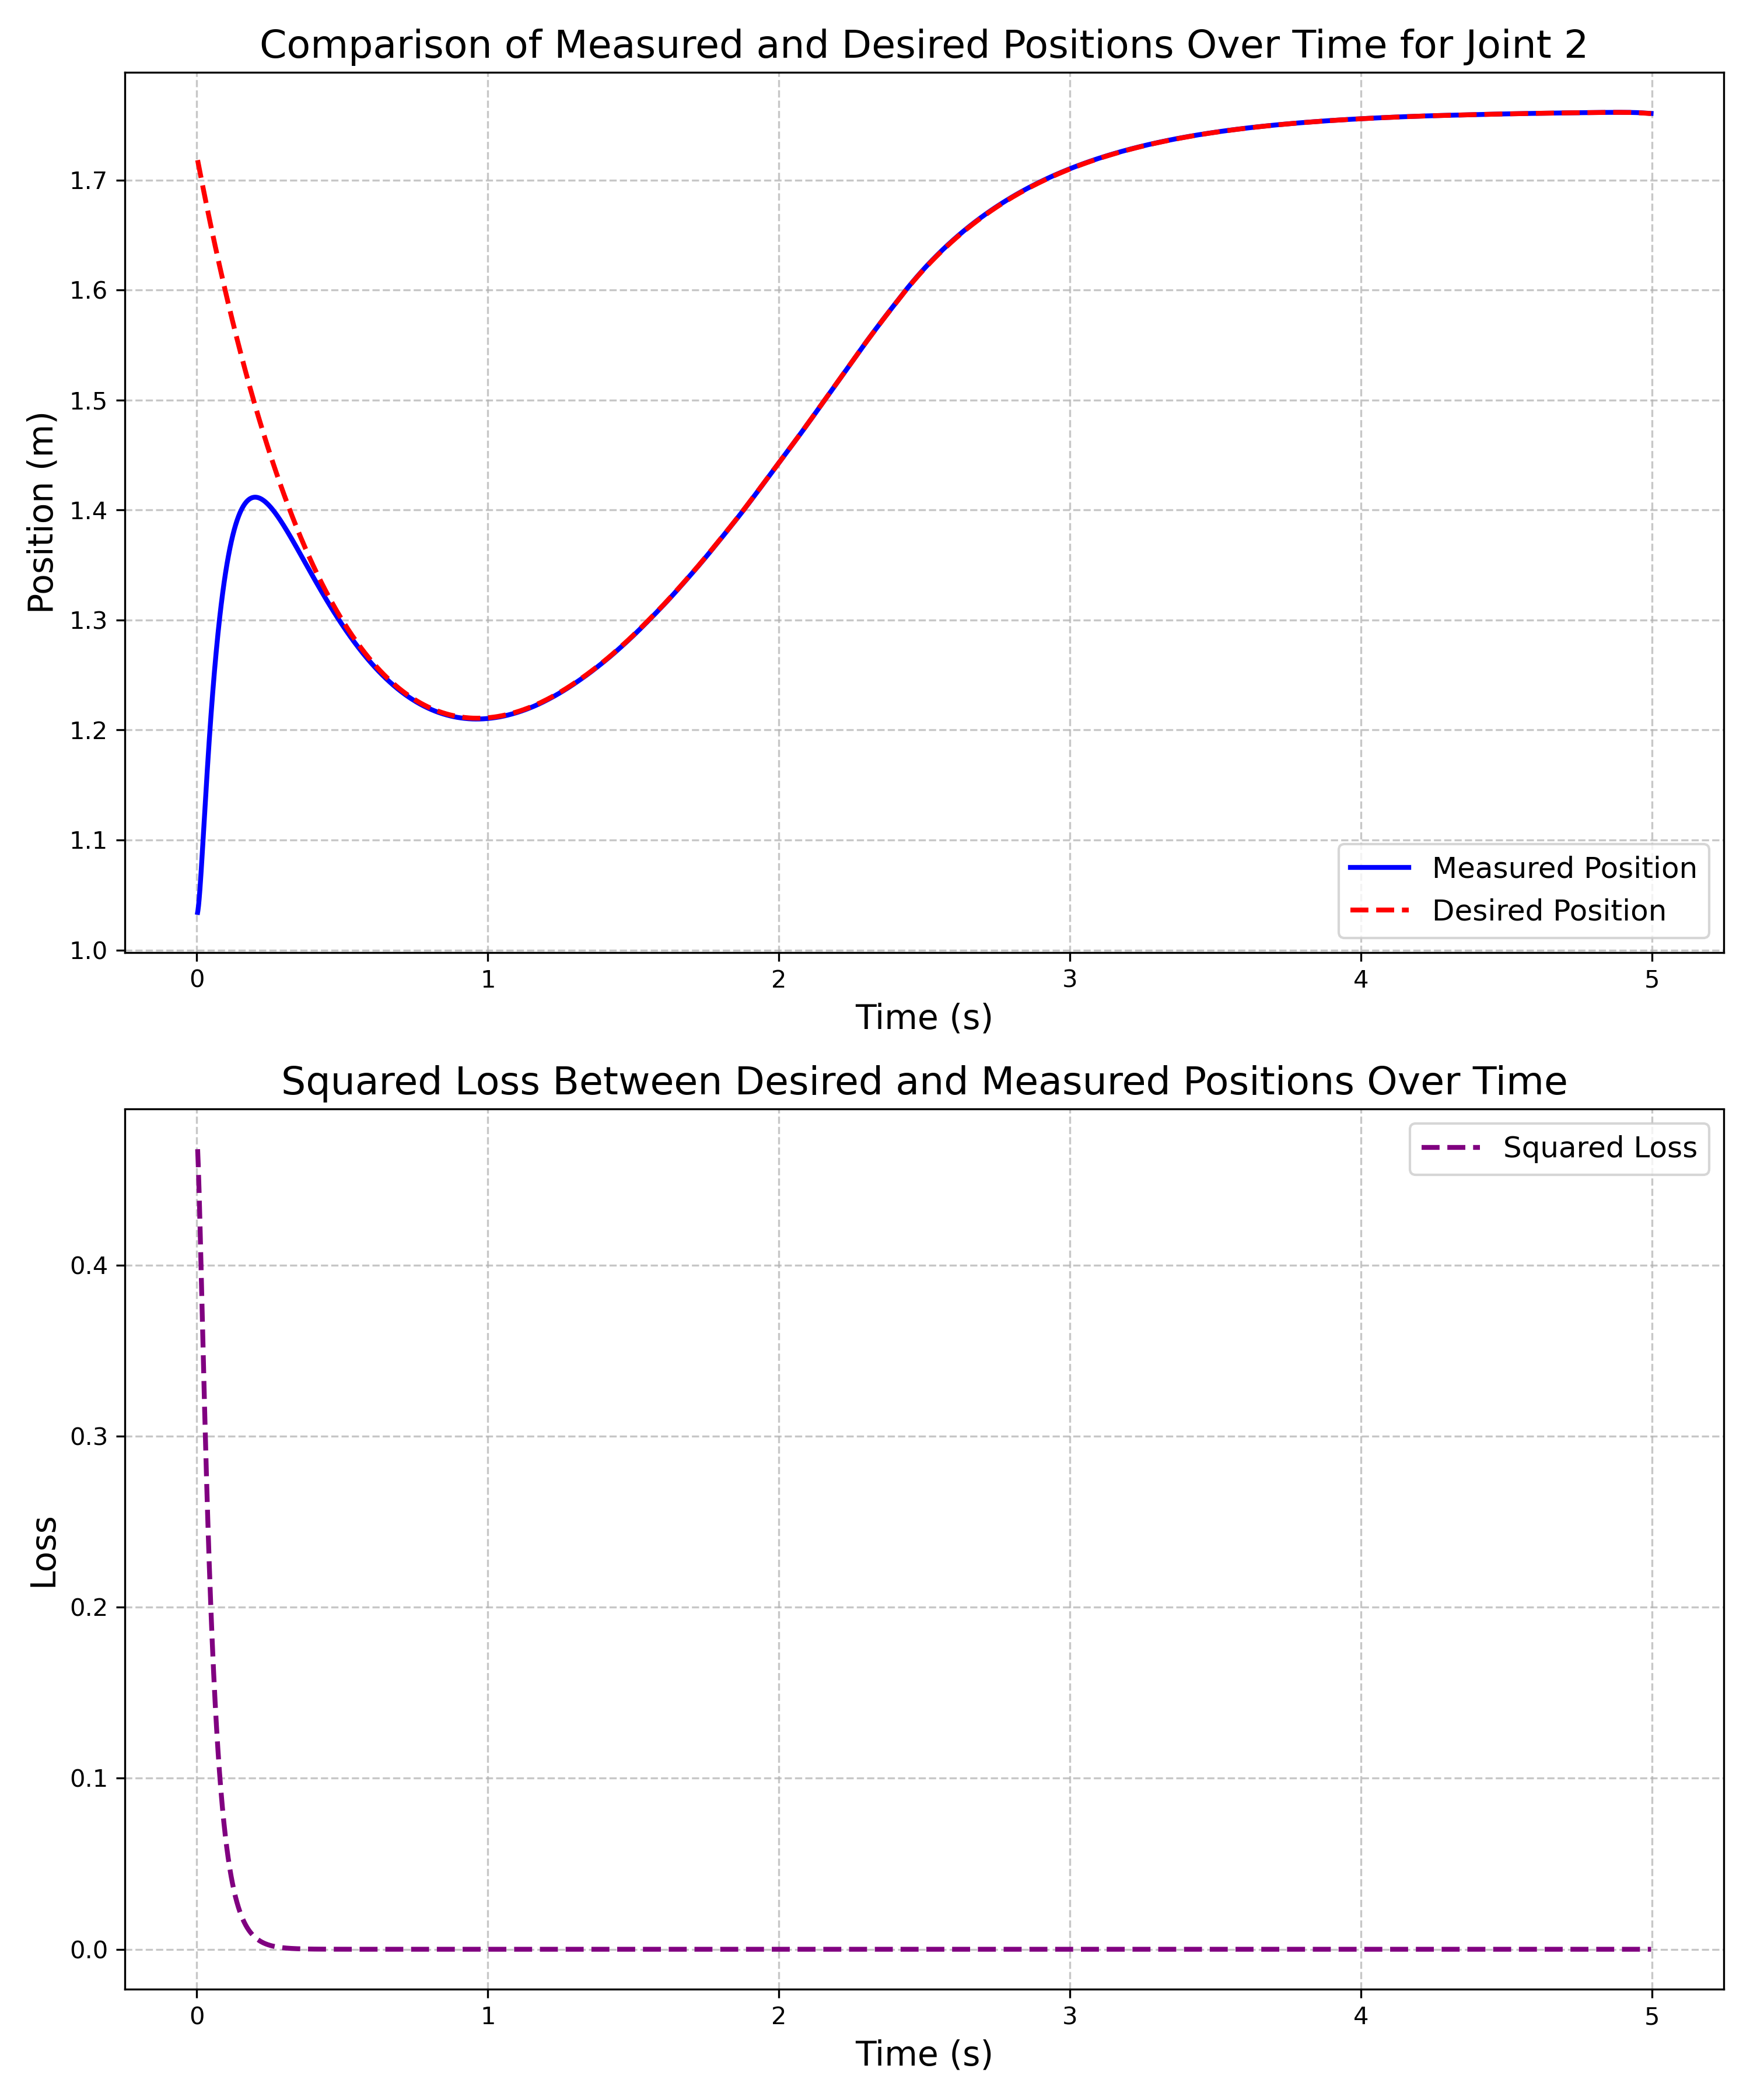 Comparison of Measured and Desired Positions Over Time for Joint 2
Position (m)
1.7
1.6
1.5
1.4
1.3
1.2
1.1
1.0
Measured Position
Desired Position
0 1 2 3 4 5
Time (s)
Squared Loss Between Desired and Measured Positions Over Time
Loss
Squared Loss
0.4
0.3
0.2
0.1
0.0
0 1 2 3 4 5
Time (s)